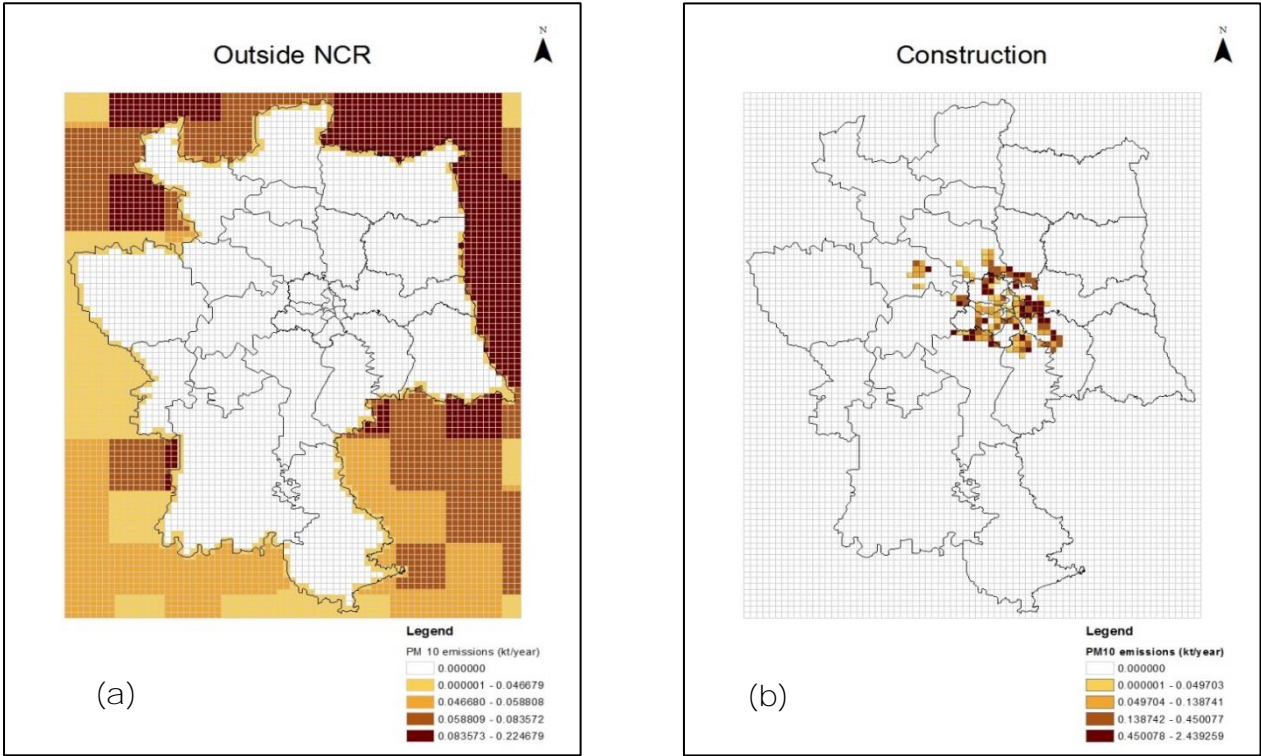 N
Outside NCR
Legend
PM 10 emissions (kt/year)
0.000000
0.000001 - 0.046679
0.046680 - 0.058808
0.058809 - 0.083572
0.083573 - 0.224679
(a)
N
Construction
Legend
PM10 emissions (kt/year)
0.000000
0.000001 - 0.049703
0.049704 - 0.138741
0.138742 - 0.450077
0.450078 - 2.439259
(b)